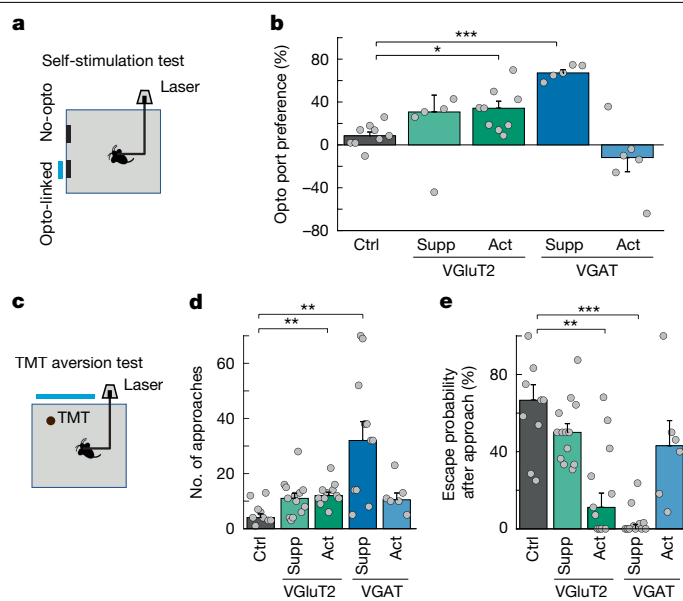 a
Self-stimulation test
Laser
No-opto
Opto-linked
b
Opto port preference (%)
80
40
0
−40
−80
***
*
Ctrl
Supp
Act
Supp
Act
VGluT2
VGAT
c
TMT aversion test
Laser
TMT
d
No. of approaches
60
40
20
0
**
**
Ctrl
Supp
Act
Supp
Act
VGluT2
VGAT
e
Escape probability
after approach (%)
80
40
0
***
**
Ctrl
Supp
Act
Supp
Act
VGluT2
VGAT